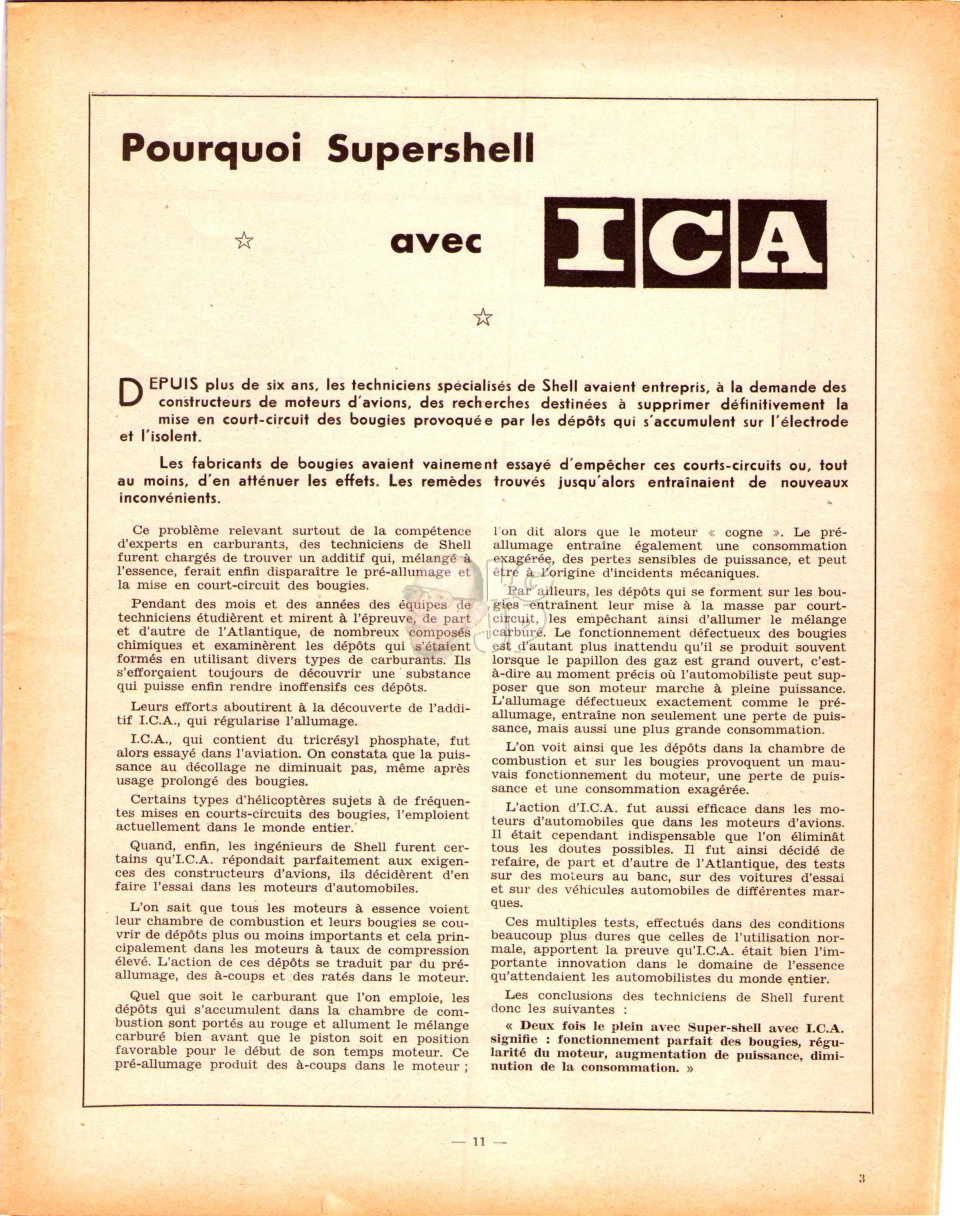 Pourquoi Supershell
avec ICA
DEPUIS plus de six ans, les techniciens spécialisés de Shell avaient entrepris, à la demande des
constructeurs de moteurs d'avions, des recherches destinées à supprimer définitivement la
mise en court-circuit des bougies provoquée par les dépôts qui s'accumulent sur l'électrode
et l'isolent.
Les fabricants de bougies avaient vainement essayé d'empêcher ces courts-circuits ou, tout
au moins, d'en atténuer les effets. Les remèdes trouvés jusqu'alors entraînaient de nouveaux
inconvénients.
Ce problème relevant surtout de la compétence
d'experts en carburants, des techniciens de Shell
furent chargés de trouver un additif qui, mélangé à
l'essence, ferait enfin disparaître le pré-allumage et
la mise en court-circuit des bougies.
Pendant des mois et des années des équipes de
techniciens étudièrent et mirent à l'épreuve, de part
et d'autre de l'Atlantique, de nombreux composés
chimiques et examinèrent les dépôts qui s'étaient
formés en utilisant divers types de carburants. Ils
s'efforçaient toujours de découvrir une substance
qui puisse enfin rendre inoffensifs ces dépôts.
Leurs efforts aboutirent à la découverte de l'addi-
tif I.C.A., qui régularise l'allumage.
I.C.A., qui contient du tricrésyl phosphate, fut
alors essayé dans l'aviation. On constata que la puis-
sance au décollage ne diminuait pas, même après
usage prolongé des bougies.
Certains types d'hélicoptères sujets à de fréquen-
tes mises en courts-circuits des bougies, l'emploient
actuellement dans le monde entier.
Quand, enfin, les ingénieurs de Shell furent cer-
tains qu'I.C.A. répondait parfaitement aux exigen-
ces des constructeurs d'avions, ils décidèrent d'en
faire l'essai dans les moteurs d'automobiles.
L'on sait que tous les moteurs à essence voient
leur chambre de combustion et leurs bougies se cou-
vrir de dépôts plus ou moins importants et cela prin-
cipalement dans les moteurs à taux de compression
élevé. L'action de ces dépôts se traduit par du pré-
allumage, des à-coups et des ratés dans le moteur.
Quel que soit le carburant que l'on emploie, les
dépôts qui s'accumulent dans la chambre de com-
bustion sont portés au rouge et allument le mélange
carburé bien avant que le piston soit en position
favorable pour le début de son temps moteur. Ce
pré-allumage produit des à-coups dans le moteur ;
l'on dit alors que le moteur « cogne ». Le pré-
allumage entraîne également une consommation
exagérée, des pertes sensibles de puissance, et peut
être à l'origine d'incidents mécaniques.
Par ailleurs, les dépôts qui se forment sur les bou-
gies entraînent leur mise à la masse par court-
circuit, les empêchant ainsi d'allumer le mélange
carburé. Le fonctionnement défectueux des bougies
est d'autant plus inattendu qu'il se produit souvent
lorsque le papillon des gaz est grand ouvert, c'est-
à-dire au moment précis où l'automobiliste peut sup-
poser que son moteur marche à pleine puissance.
L'allumage défectueux exactement comme le pré-
allumage, entraîne non seulement une perte de puis-
sance, mais aussi une plus grande consommation.
L'on voit ainsi que les dépôts dans la chambre de
combustion et sur les bougies provoquent un mau-
vais fonctionnement du moteur, une perte de puis-
sance et une consommation exagérée.
L'action d'I.C.A. fut aussi efficace dans les mo-
teurs d'automobiles que dans les moteurs d'avions.
Il était cependant indispensable que l'on éliminât
tous les doutes possibles. Il fut ainsi décidé de
refaire, de part et d'autre de l'Atlantique, des tests
sur des moteurs au banc, sur des voitures d'essai
et sur des véhicules automobiles de différentes mar-
ques.
Ces multiples tests, effectués dans des conditions
beaucoup plus dures que celles de l'utilisation nor-
male, apportent la preuve qu'I.C.A. était bien l'im-
portante innovation dans le domaine de l'essence
qu'attendaient les automobilistes du monde entier.
Les conclusions des techniciens de Shell furent
donc les suivantes :
« Deux fois le plein avec Super-shell avec I.C.A.
signifie : fonctionnement parfait des bougies, régu-
larité du moteur, augmentation de puissance, dimi-
nution de la consommation. »
— 11 —
3